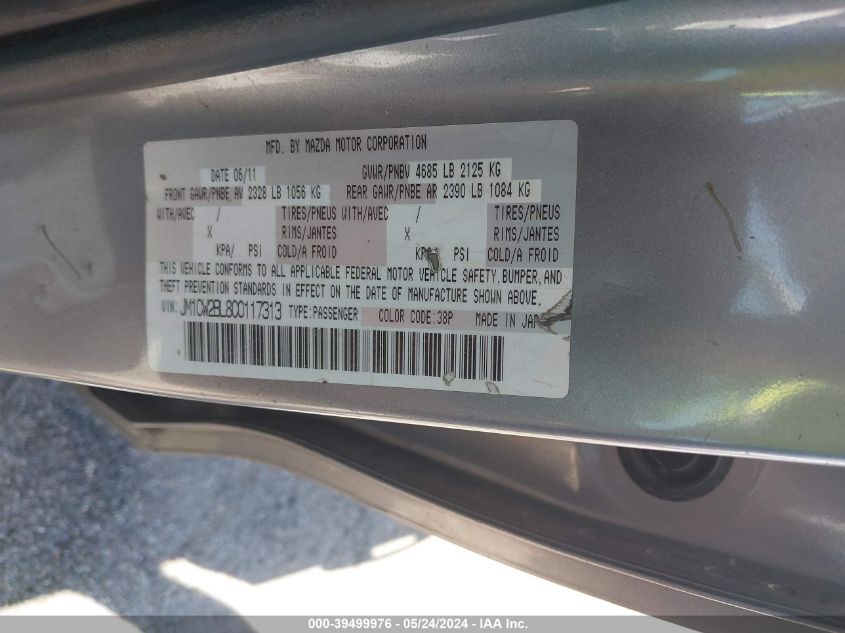 MFD. BY MAZDA MOTOR CORPORATION
DATE 06/11 GVWR/PNBV 4685 LB 2125 KG
FRONT GAWR/PNBE AV 2328 LB 1056 KG REAR GAWR/PNBE AR 2390 LB 1084 KG
WITH/AVEC / TIRES/PNEUS WITH/AVEC / TIRES/PNEUS
X RIMS/JANTES X RIMS/JANTES
KPA/ PSI COLD/A FROID KPA/ PSI COLD/A FROID
THIS VEHICLE CONFORMS TO ALL APPLICABLE FEDERAL MOTOR VEHICLE SAFETY, BUMPER, AND
THEFT PREVENTION STANDARDS IN EFFECT ON THE DATE OF MANUFACTURE SHOWN ABOVE.
VIN: JM1CW2BL8C0117313 TYPE:PASSENGER COLOR CODE:38P MADE IN JAP
000-39499976 - 05/24/2024 - IAA Inc.